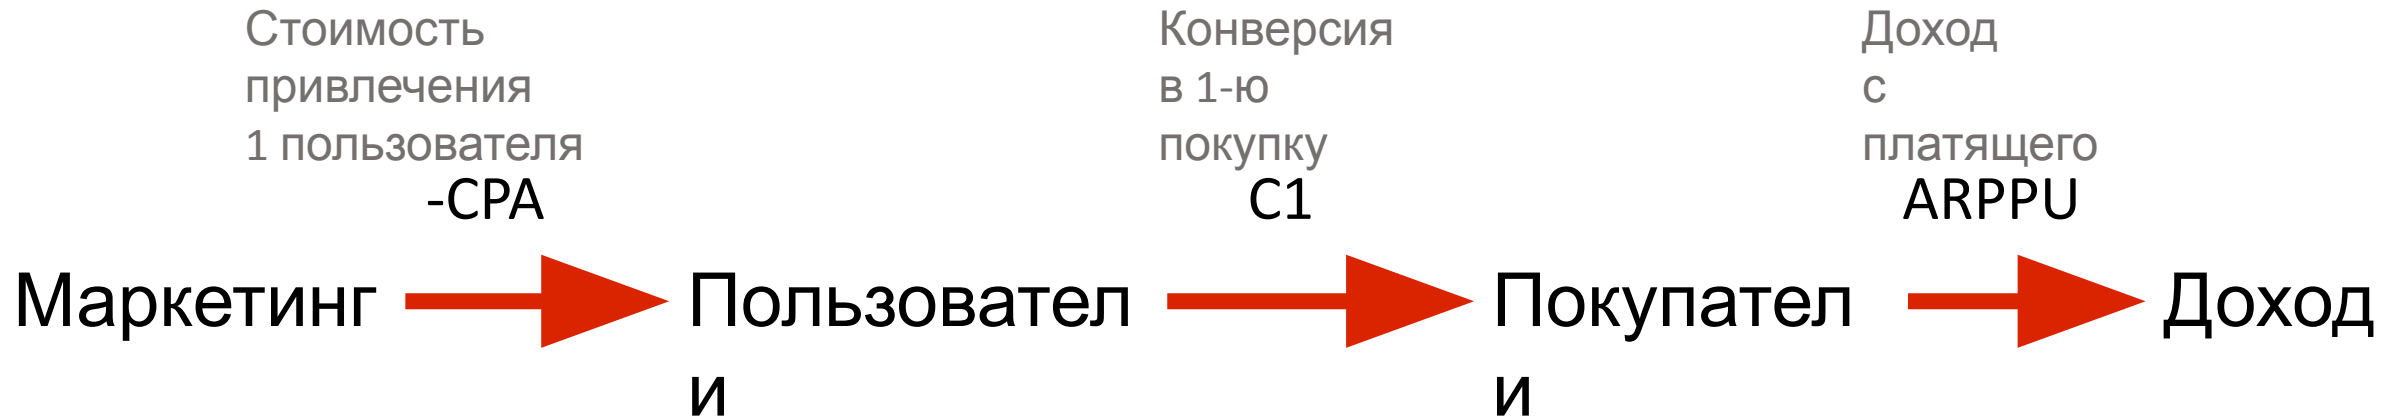 Стоимость
привлечения
1 пользователя
-CPA
Конверсия
в 1-ю
покупку
C1
Доход
с
платящего
ARPPU
Маркетинг
Пользовател
и
Покупател
и
Доход